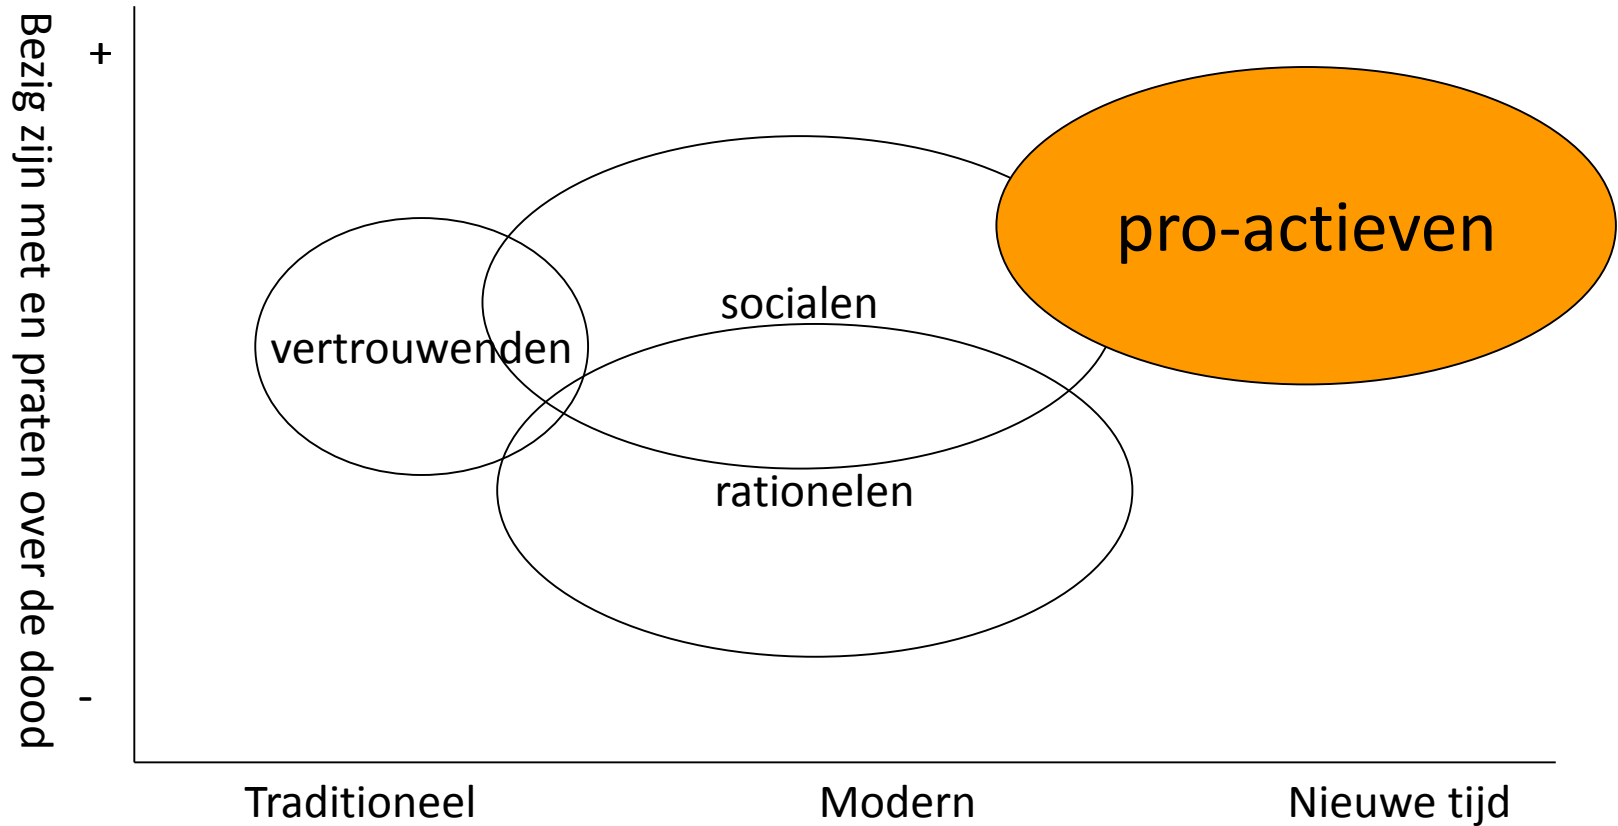 Bezig zijn met en praten over de dood
+
pro-actieven
socialen
vertrouwenden
rationelen
-
Traditioneel
Modern
Nieuwe tijd